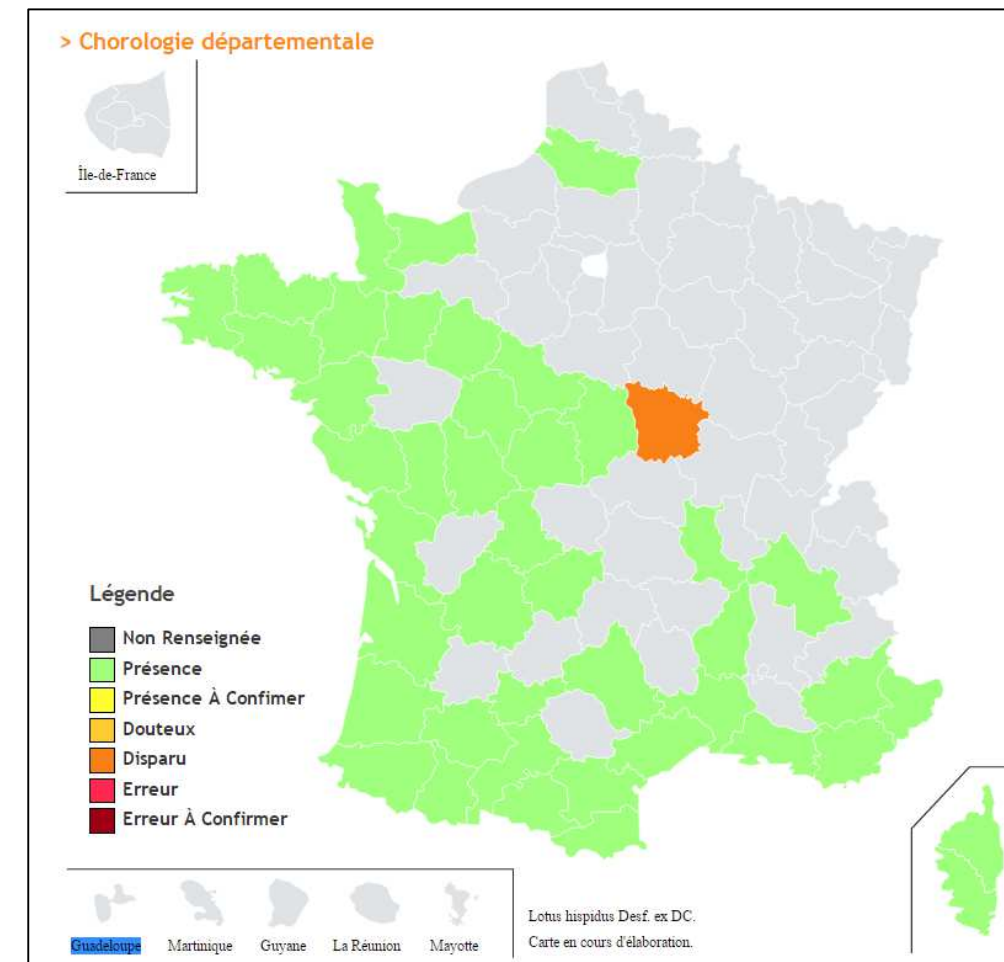 > Chorologie départementale
Île-de-France
Légende
Non Renseignée
Présence
Présence À Confimer
Douteux
Disparu
Erreur
Erreur À Confirmer
Guadeloupe Martinique Guyane La Réunion Mayotte
Lotus hispidus Desf. ex DC.
Carte en cours d'élaboration.